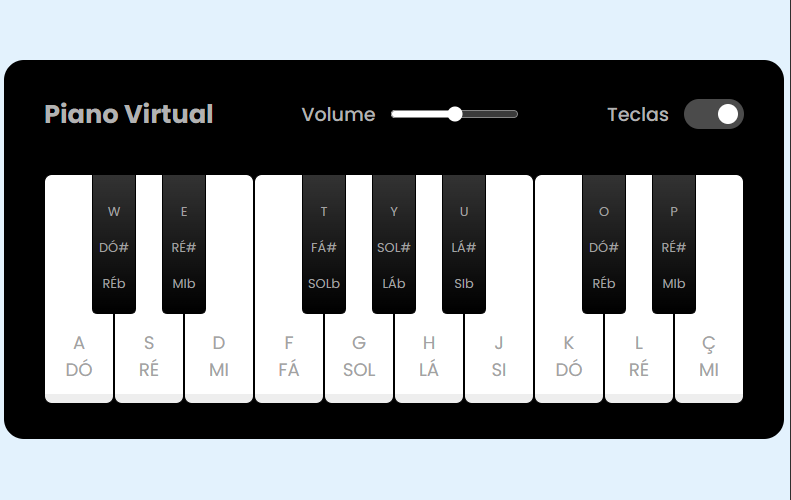 Piano Virtual
Volume
Teclas
W E T Y U O P
DÓ# RÉ# FÁ# SOL# LÁ# DÓ# RÉ#
RÉb MIb SOLb LÁb SIb RÉb MIb
A S D F G H J K L Ç
DÓ RÉ MI FÁ SOL LÁ SI DÓ RÉ MI